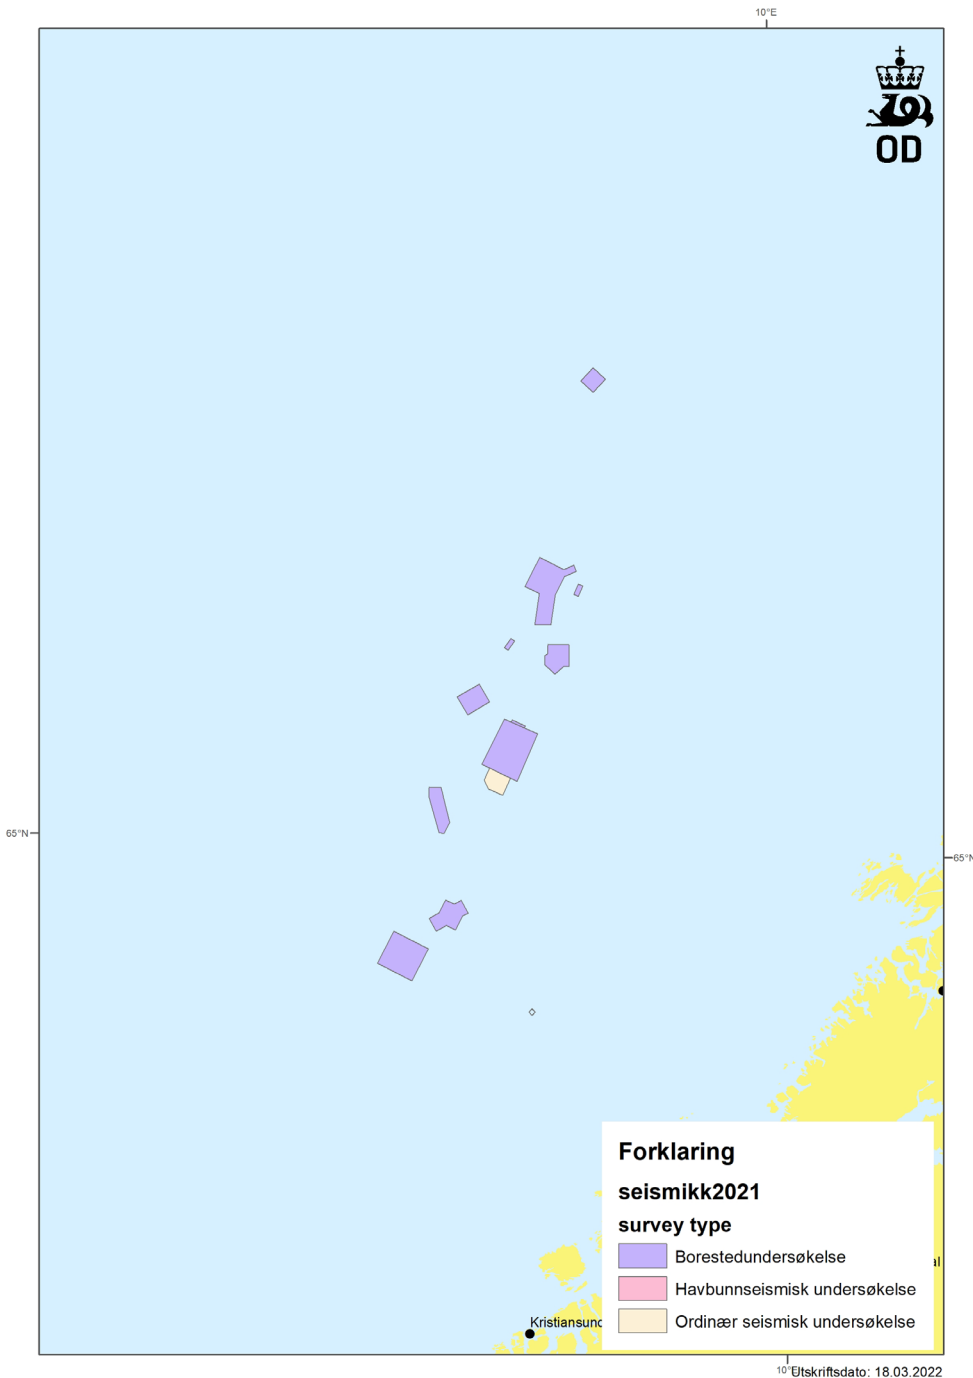 10°E
OD
65°N
65°N
Forklaring
seismikk2021
survey type
Borestedundersøkelse
Havbunnseismisk undersøkelse
Ordinær seismisk undersøkelse
al
Kristiansund
10°E
Utskriftsdato: 18.03.2022